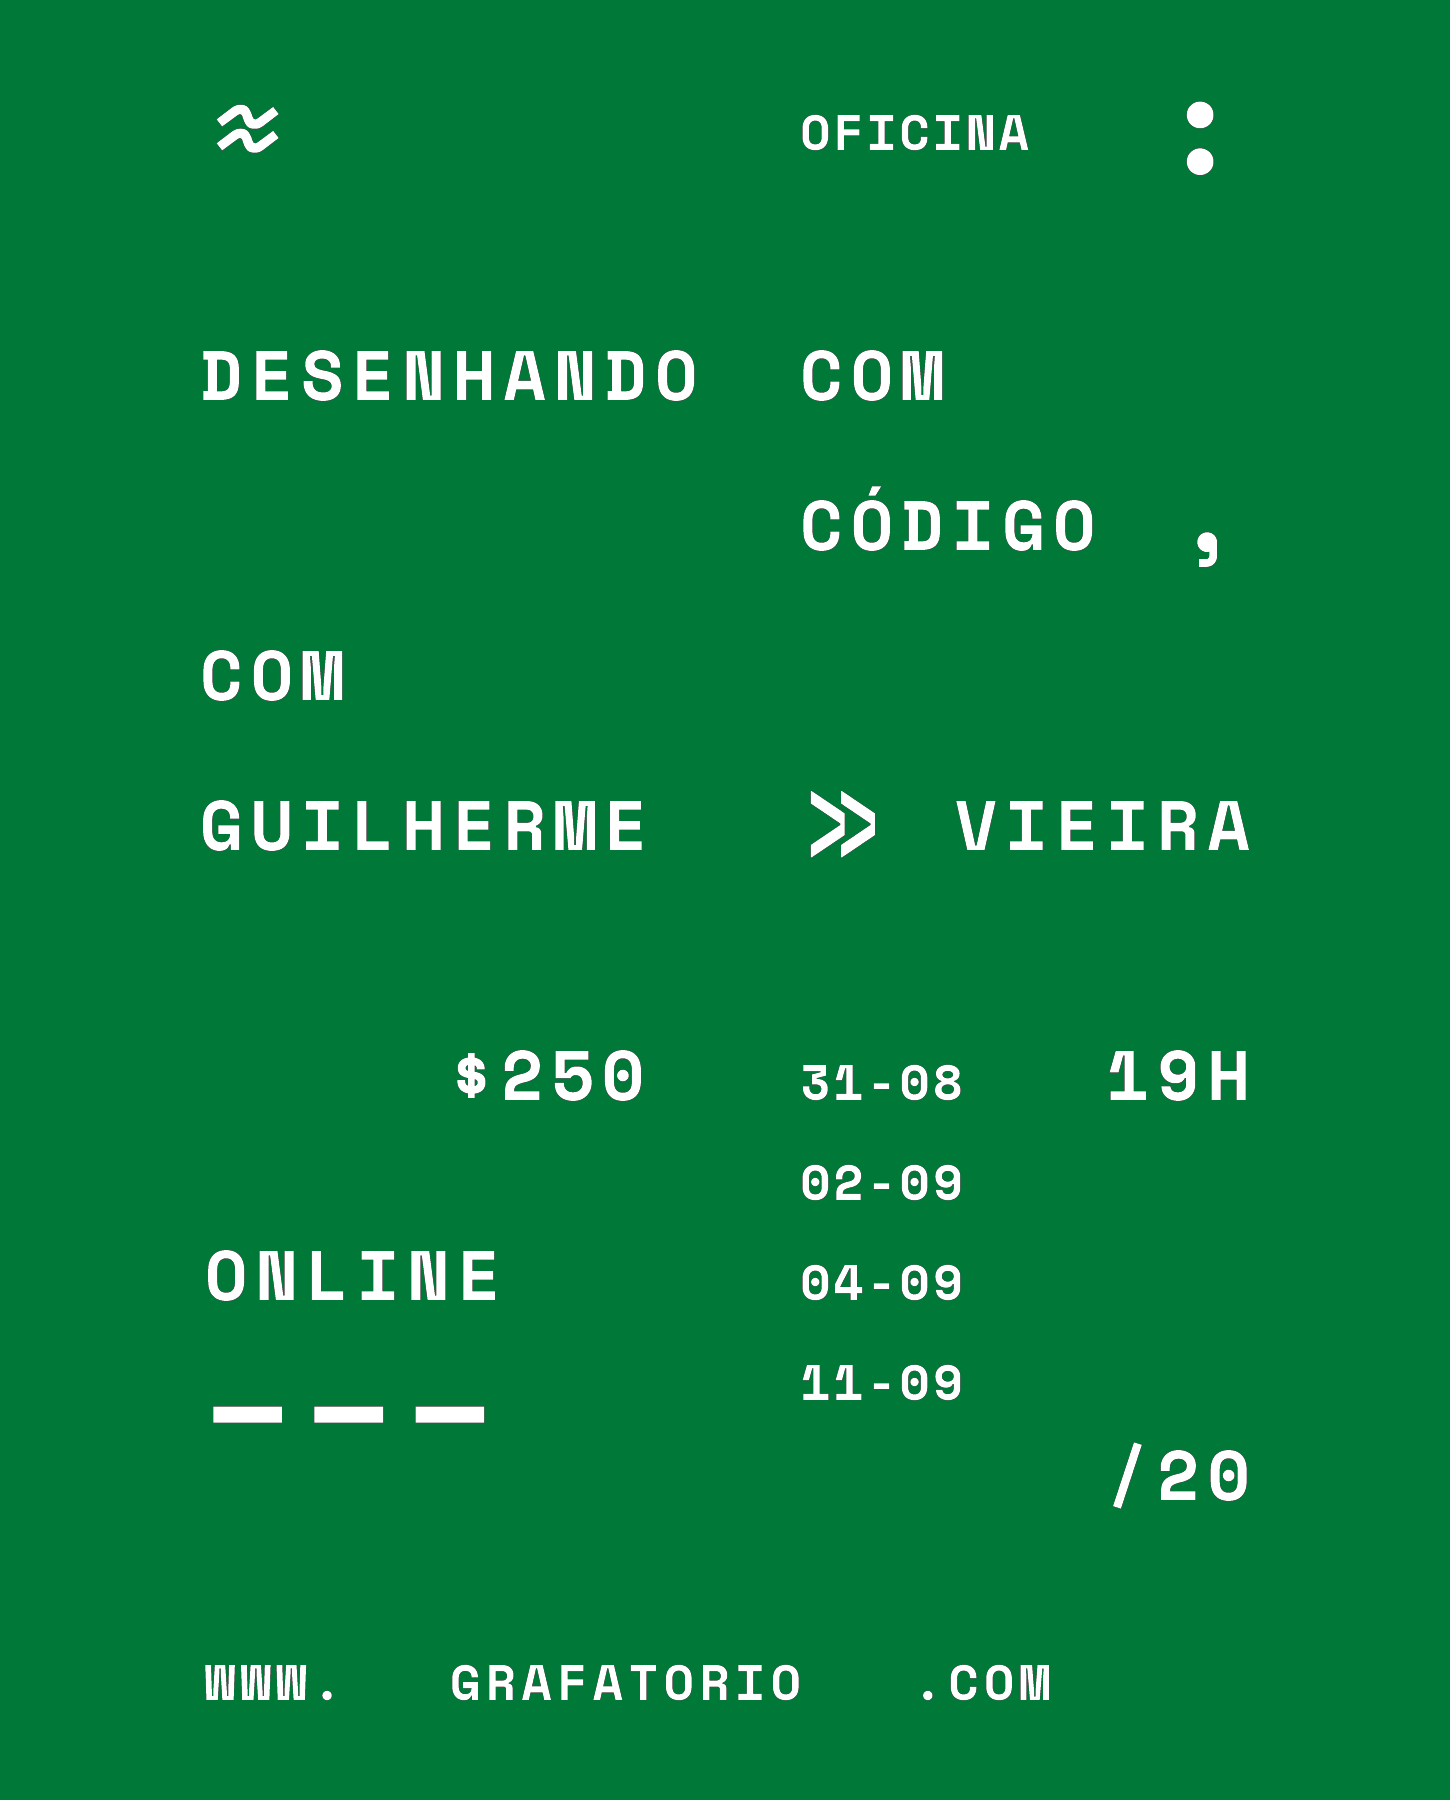 ≈ OFICINA :
DESENHANDO COM
CÓDIGO ,
COM
GUILHERME » VIEIRA
$250 31-08 19H
02-09
ONLINE 04-09
___ 11-09
/20
WWW. GRAFATORIO .COM